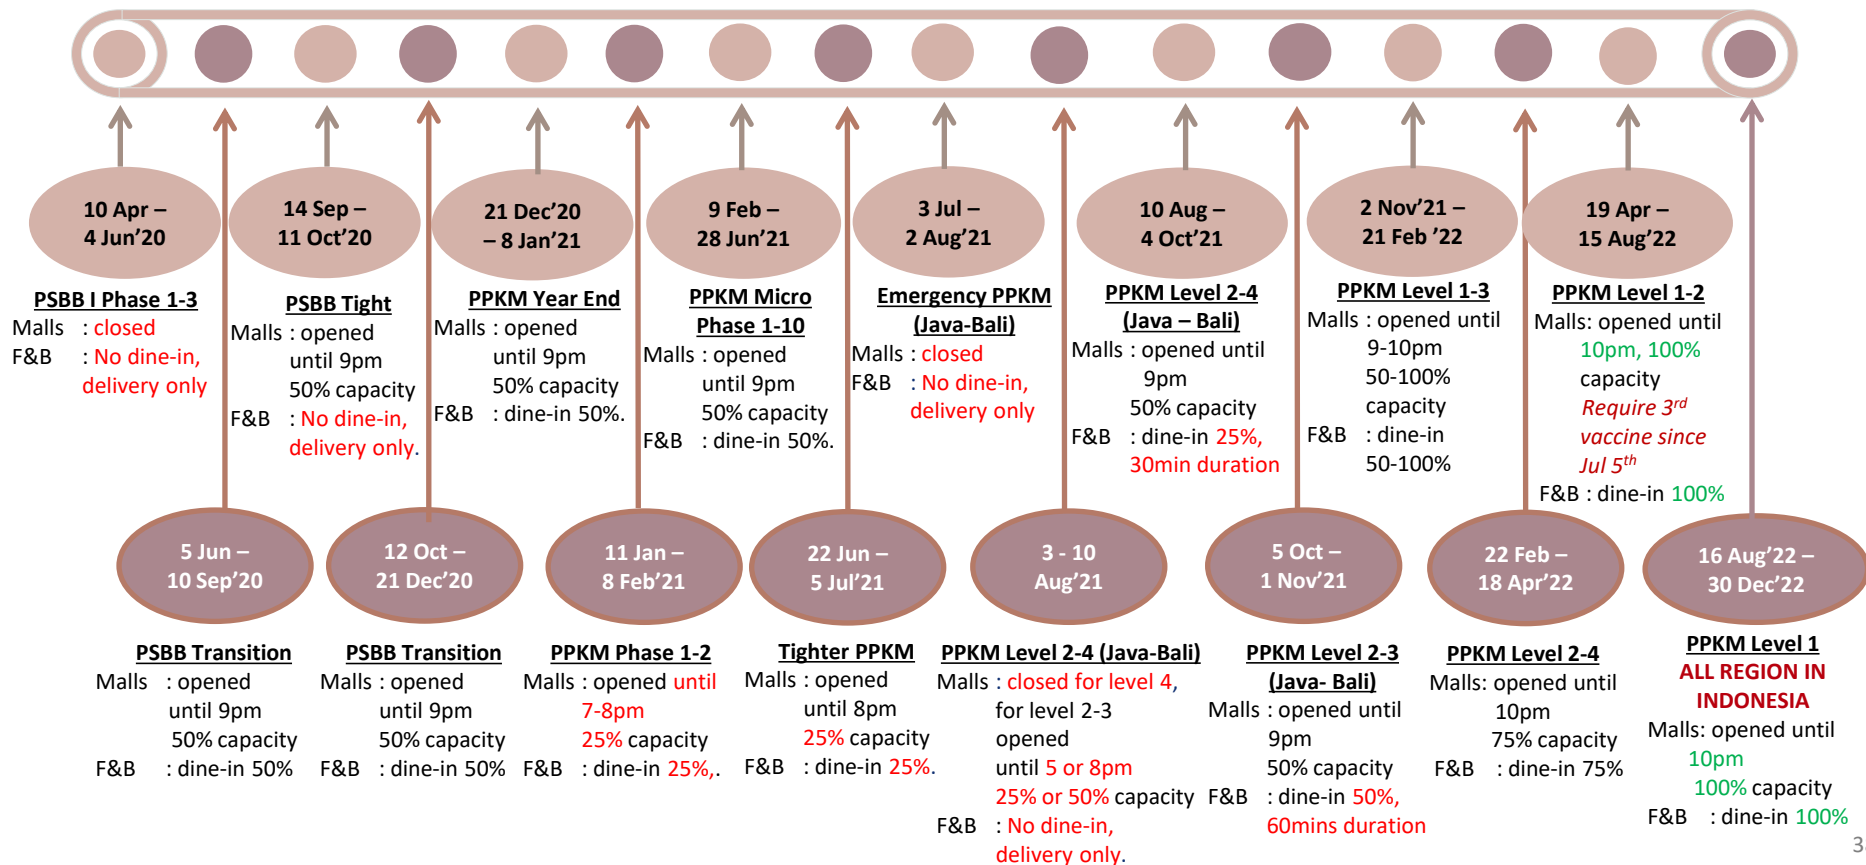 10 Apr –
4 Jun’20
PSBB I Phase 1-3
Malls : closed
F&B : No dine-in,
delivery only
14 Sep –
11 Oct’20
PSBB Tight
Malls : opened
until 9pm
50% capacity
F&B : No dine-in,
delivery only.
21 Dec’20
– 8 Jan’21
PPKM Year End
Malls : opened
until 9pm
50% capacity
F&B : dine-in 50%.
9 Feb –
28 Jun’21
PPKM Micro
Phase 1-10
Malls : opened
until 9pm
50% capacity
F&B : dine-in 50%.
3 Jul –
2 Aug’21
Emergency PPKM
(Java-Bali)
Malls : closed
F&B : No dine-in,
delivery only
10 Aug –
4 Oct’21
PPKM Level 2-4
(Java – Bali)
Malls : opened until
9pm
50% capacity
F&B : dine-in 25%,
30min duration
2 Nov’21 –
21 Feb ’22
PPKM Level 1-3
Malls : opened until
9-10pm
50-100%
capacity
F&B : dine-in
50-100%
19 Apr –
15 Aug’22
PPKM Level 1-2
Malls: opened until
10pm, 100%
capacity
Require 3rd
vaccine since
Jul 5th
F&B : dine-in 100%
5 Jun –
10 Sep’20
PSBB Transition
Malls : opened
until 9pm
50% capacity
F&B : dine-in 50%
12 Oct –
21 Dec’20
PSBB Transition
Malls : opened
until 9pm
50% capacity
F&B : dine-in 50%
11 Jan –
8 Feb’21
PPKM Phase 1-2
Malls : opened until
7-8pm
25% capacity
F&B : dine-in 25%,.
22 Jun –
5 Jul’21
Tighter PPKM
Malls : opened
until 8pm
25% capacity
F&B : dine-in 25%.
3 - 10
Aug’21
PPKM Level 2-4 (Java-Bali)
Malls : closed for level 4,
for level 2-3
opened
until 5 or 8pm
25% or 50% capacity
F&B : No dine-in,
delivery only.
5 Oct –
1 Nov’21
PPKM Level 2-3
(Java- Bali)
Malls : opened until
9pm
50% capacity
F&B : dine-in 50%,
60mins duration
22 Feb –
18 Apr’22
PPKM Level 2-4
Malls: opened until
10pm
75% capacity
F&B : dine-in 75%
16 Aug’22 –
30 Dec’22
PPKM Level 1
ALL REGION IN
INDONESIA
Malls: opened until
10pm
100% capacity
F&B : dine-in 100%